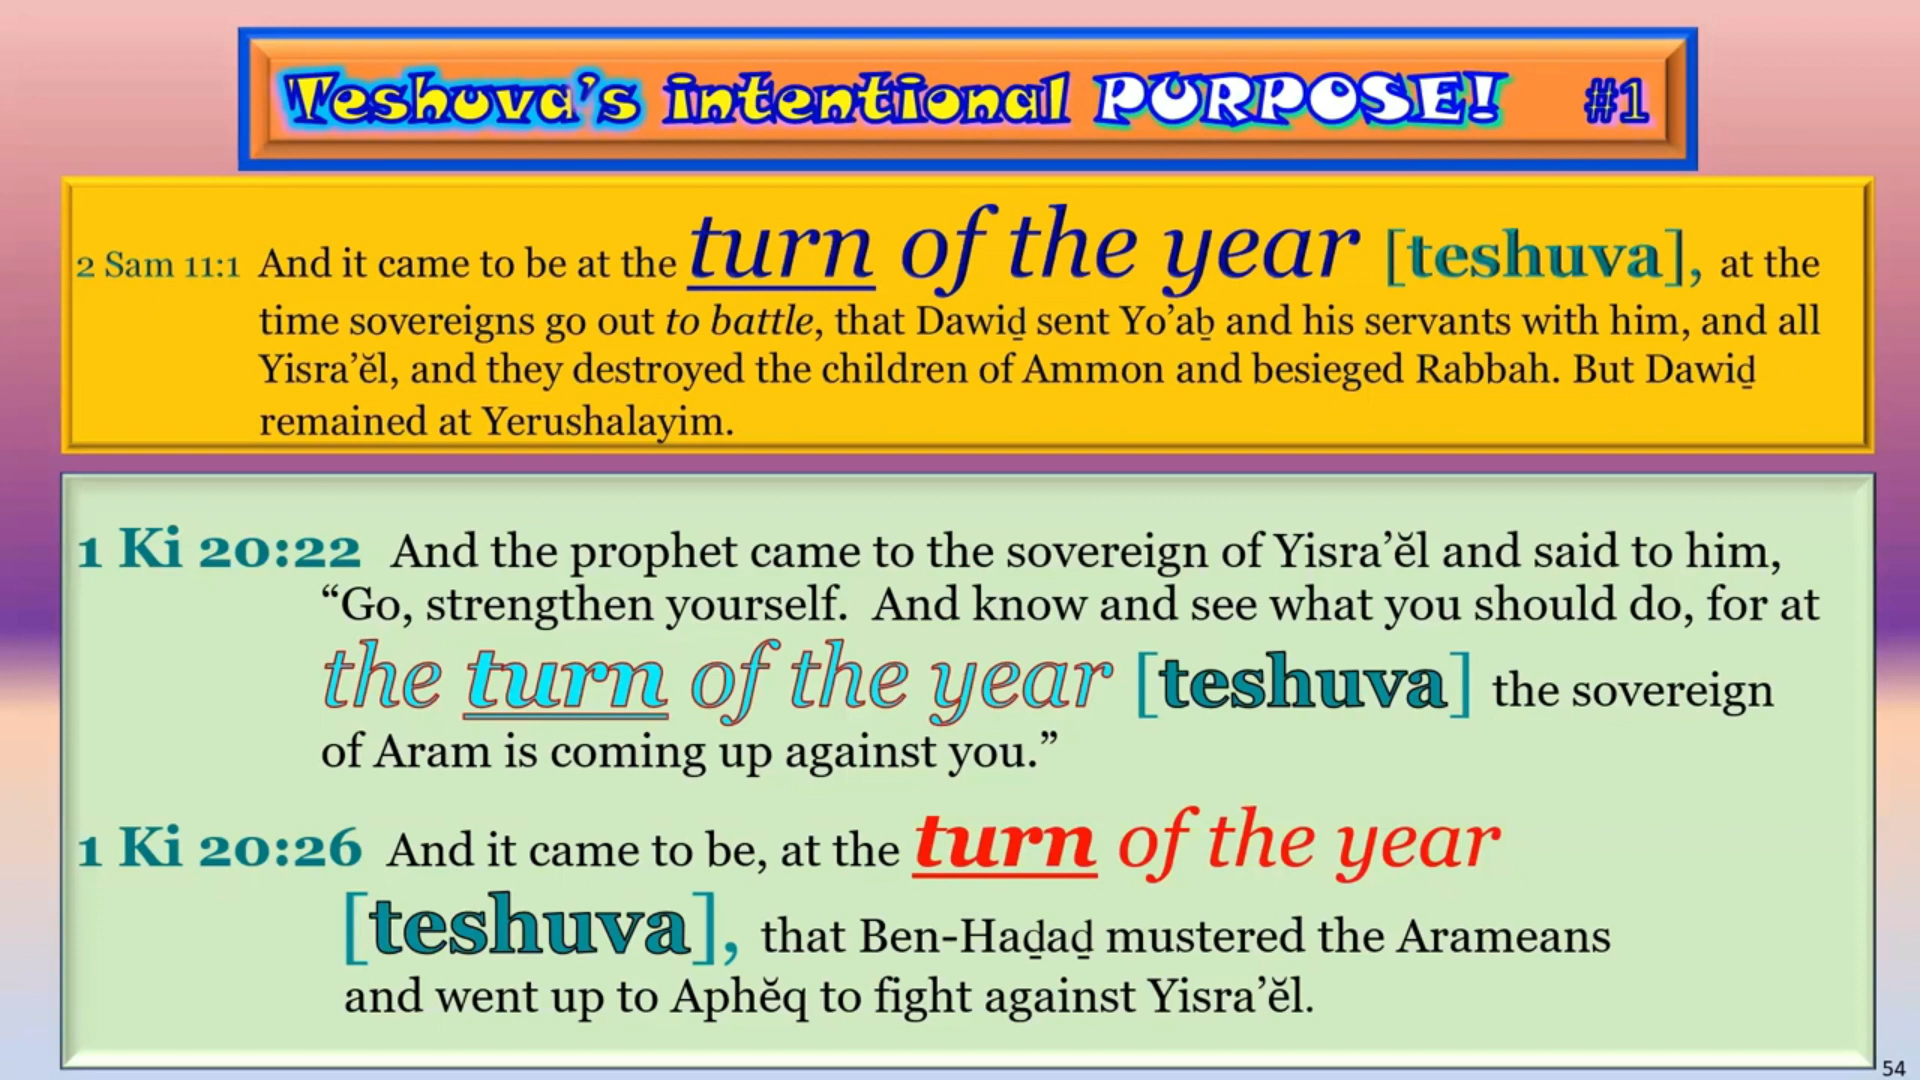 Teshuva's intentional PURPOSE! #1
2 Sam 11:1 And it came to be at the turn of the year [teshuva], at the
time sovereigns go out to battle, that Dawiḏ sent Yo’aḇ and his servants with him, and all
Yisra’ĕl, and they destroyed the children of Ammon and besieged Rabbah. But Dawiḏ
remained at Yerushalayim.
1 Ki 20:22 And the prophet came to the sovereign of Yisra’ĕl and said to him,
“Go, strengthen yourself. And know and see what you should do, for at
the turn of the year [teshuva] the sovereign
of Aram is coming up against you.”
1 Ki 20:26 And it came to be, at the turn of the year
[teshuva], that Ben-Haḏaḏ mustered the Arameans
and went up to Aphĕq to fight against Yisra’ĕl.
54